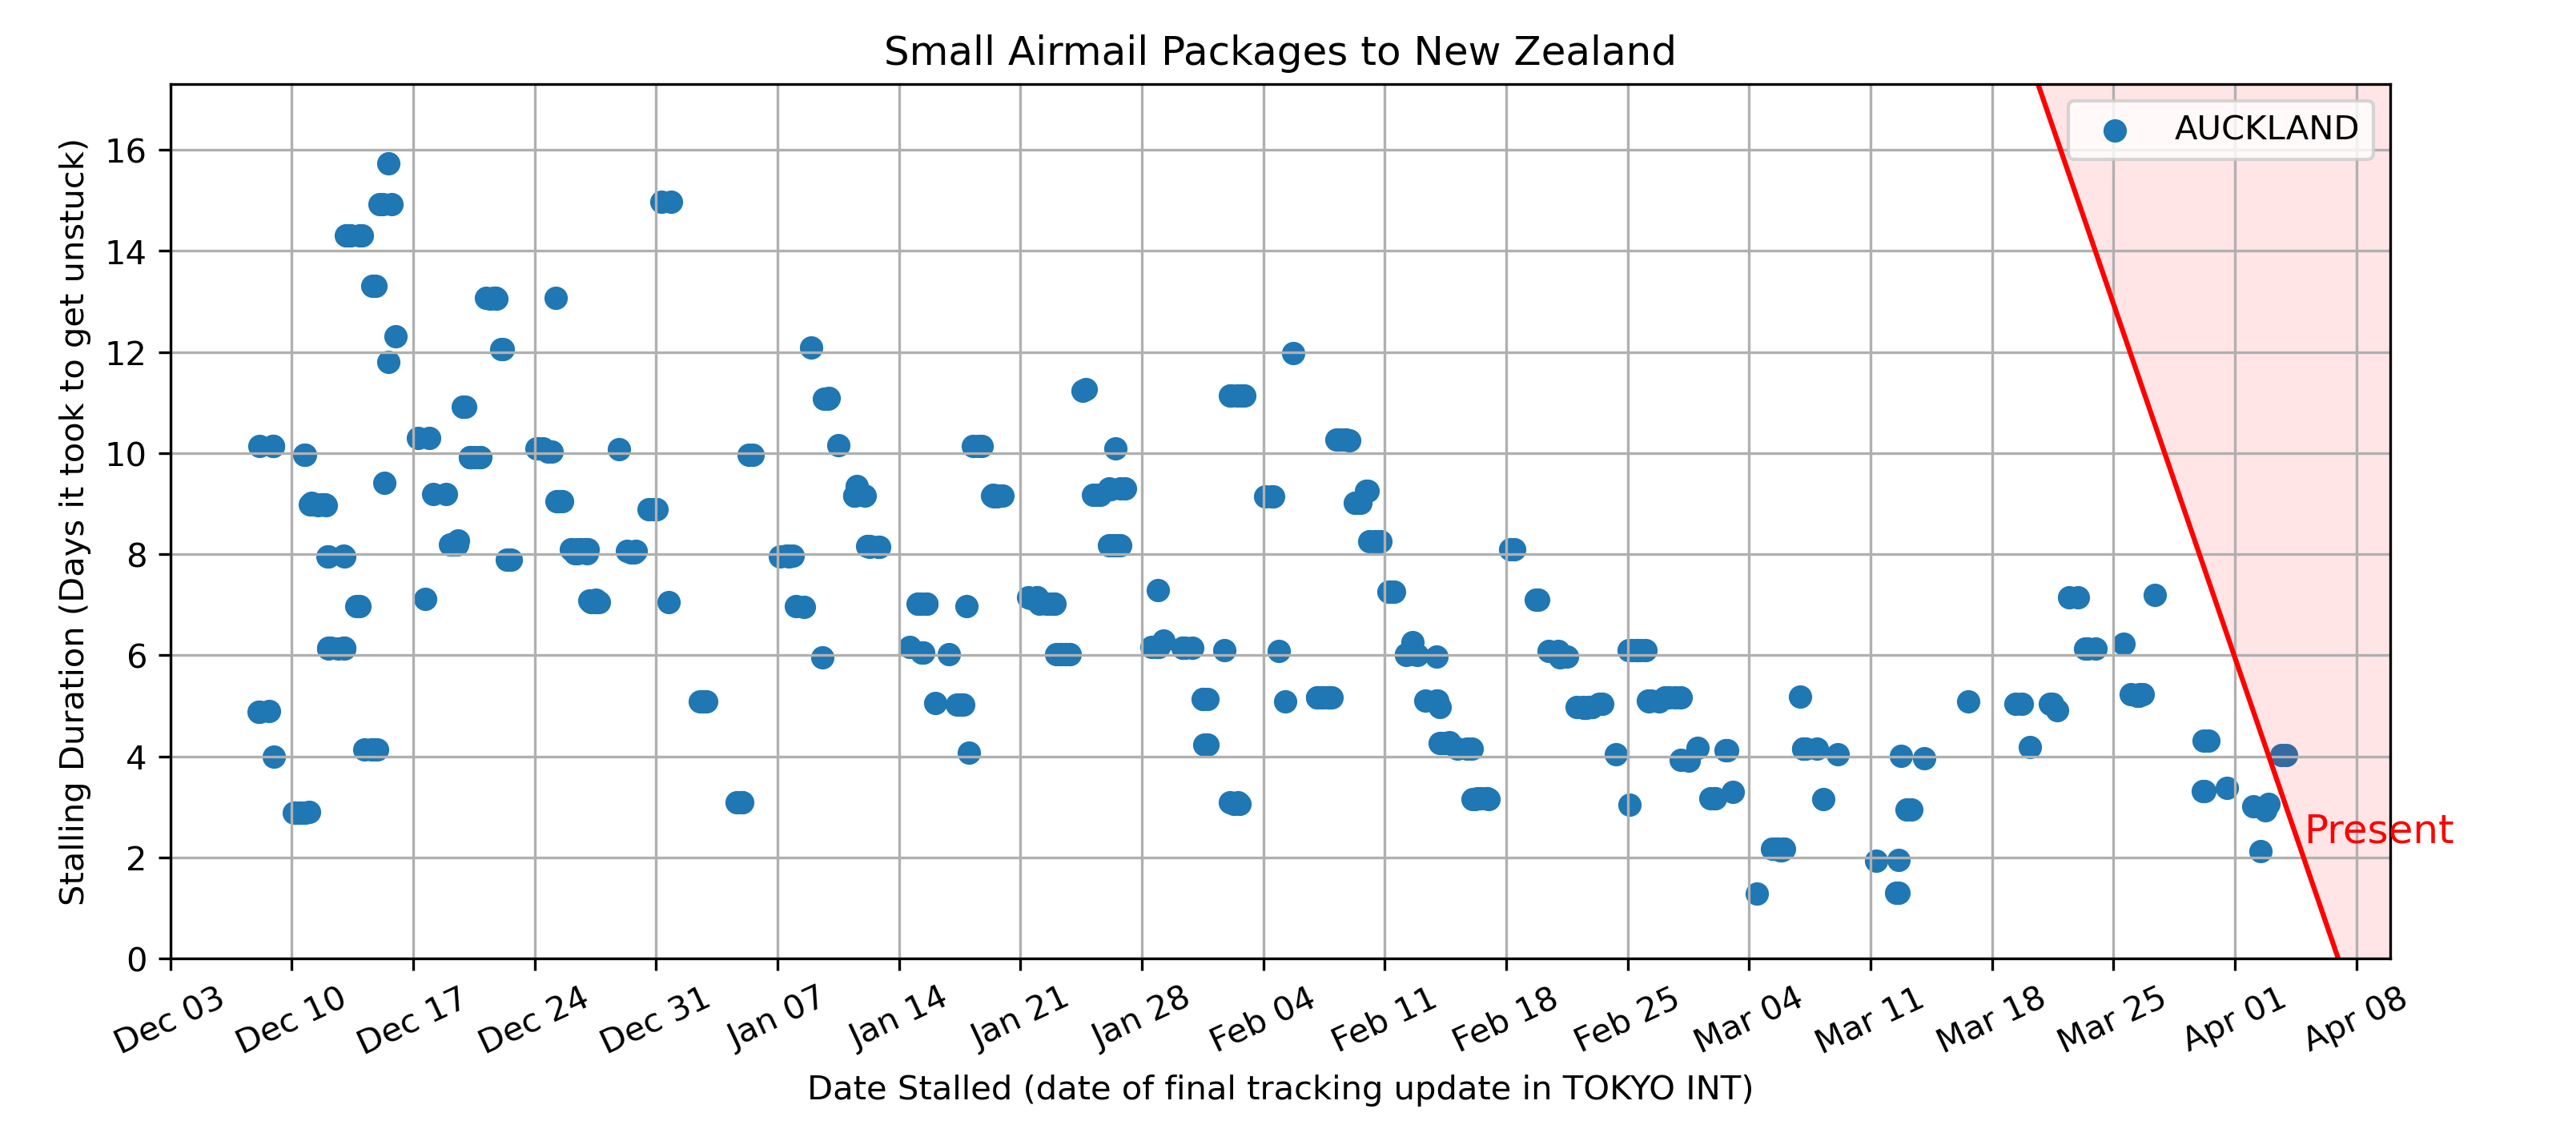 Small Airmail Packages to New Zealand
AUCKLAND
Stalling Duration (Days it took to get unstuck)
16
14
12
10
8
6
4
2
0
Present
Dec 03
Dec 10
Dec 17
Dec 24
Dec 31
Jan 07
Jan 14
Jan 21
Jan 28
Feb 04
Feb 11
Feb 18
Feb 25
Mar 04
Mar 11
Mar 18
Mar 25
Apr 01
Apr 08
Date Stalled (date of final tracking update in TOKYO INT)